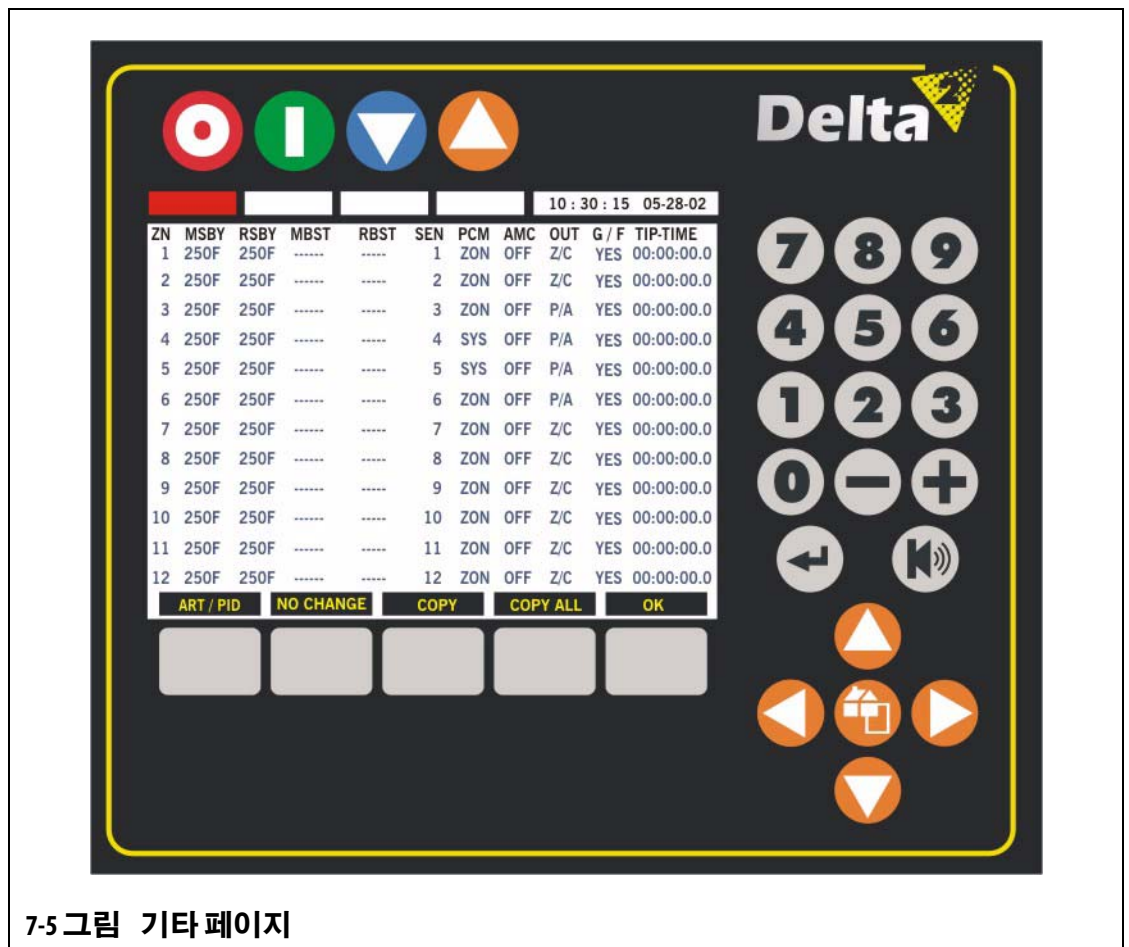 Delta 2
10 : 30 : 15 05-28-02
ZN MSBY RSBY MBST RBST SEN PCM AMC OUT G / F TIP-TIME
1 250F 250F ------ ----- 1 ZON OFF Z/C YES 00:00:00.0
2 250F 250F ------ ----- 2 ZON OFF Z/C YES 00:00:00.0
3 250F 250F ------ ----- 3 ZON OFF P/A YES 00:00:00.0
4 250F 250F ------ ----- 4 SYS OFF P/A YES 00:00:00.0
5 250F 250F ------ ----- 5 SYS OFF P/A YES 00:00:00.0
6 250F 250F ------ ----- 6 ZON OFF P/A YES 00:00:00.0
7 250F 250F ------ ----- 7 ZON OFF Z/C YES 00:00:00.0
8 250F 250F ------ ----- 8 ZON OFF Z/C YES 00:00:00.0
9 250F 250F ------ ----- 9 ZON OFF Z/C YES 00:00:00.0
10 250F 250F ------ ----- 10 ZON OFF Z/C YES 00:00:00.0
11 250F 250F ------ ----- 11 ZON OFF Z/C YES 00:00:00.0
12 250F 250F ------ ----- 12 ZON OFF Z/C YES 00:00:00.0
ART / PID NO CHANGE COPY COPY ALL OK
7 8 9
4 5 6
1 2 3
0 − +
K
7-5 그림 기타 페이지